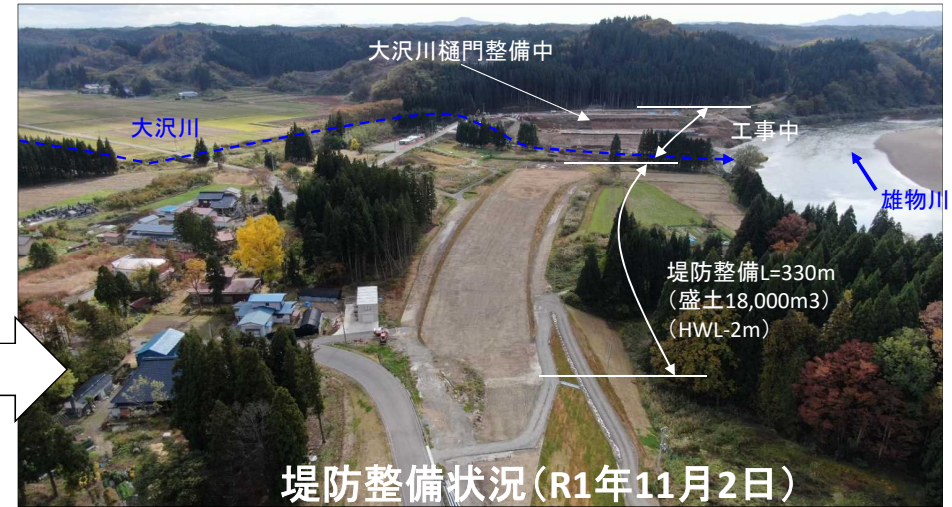 大沢川樋門整備中
大沢川
工事中
雄物川
堤防整備L=330m
（盛土18,000m3）
（HWL-2m）
堤防整備状況（R1年11月2日）